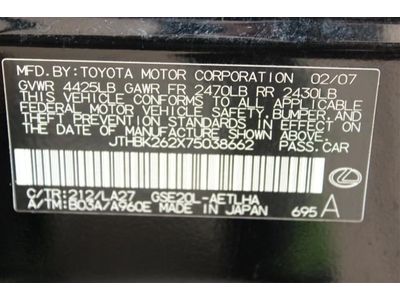 MFD.BY:TOYOTA MOTOR CORPORATION 02/07
GVWR 4425LB GAWR FR 2470LB RR 2430LB
THIS VEHICLE CONFORMS TO ALL APPLICABLE
FEDERAL MOTOR VEHICLE SAFETY, BUMPER, AND
THEFT PREVENTION STANDARDS IN EFFECT ON
THE DATE OF MANUFACTURE SHOWN ABOVE.
JTHBK262X75038662 PASS.CAR
C/TR:212/LA27 GSE20L-AETLHA
A/TM:B03A/A960E MADE IN JAPAN 695 A